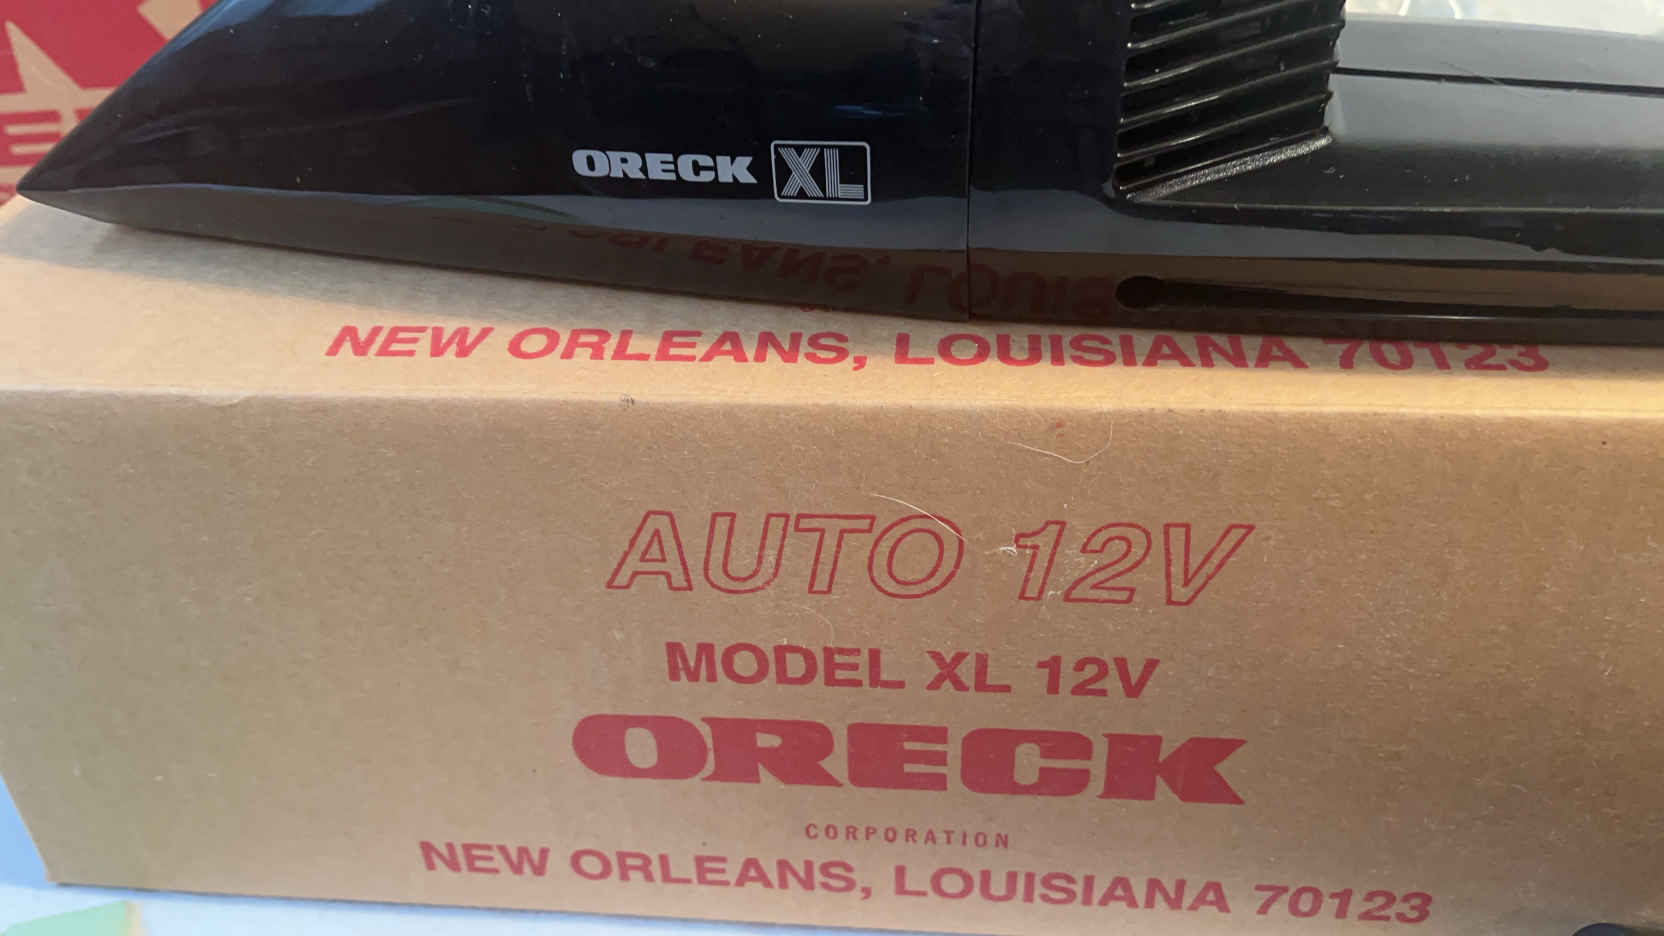 ORECK XL
NEW ORLEANS, LOUISIANA 70123
AUTO 12V
MODEL XL 12V
ORECK
CORPORATION
NEW ORLEANS, LOUISIANA 70123